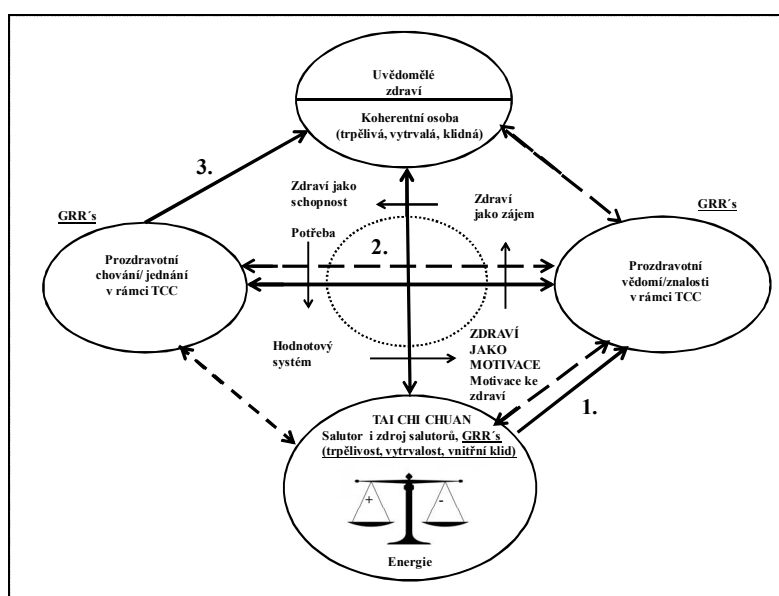 Uvědomělé
zdraví
Koherentní osoba
(trpělivá, vytrvalá, klidná)
3.
Zdraví jako
schopnost
Zdraví
jako zájem
GRR´s
GRR´s
Potřeba
2.
Prozdravotní
chování/ jednání
v rámci TCC
Prozdravotní
vědomí/znalosti
v rámci TCC
Hodnotový
systém
ZDRAVÍ
JAKO
MOTIVACE
Motivace ke
zdraví
1.
TAI CHI CHUAN
Salutor i zdroj salutorů, GRR´s
(trpělivost, vytrvalost, vnitřní klid)
+
-
Energie